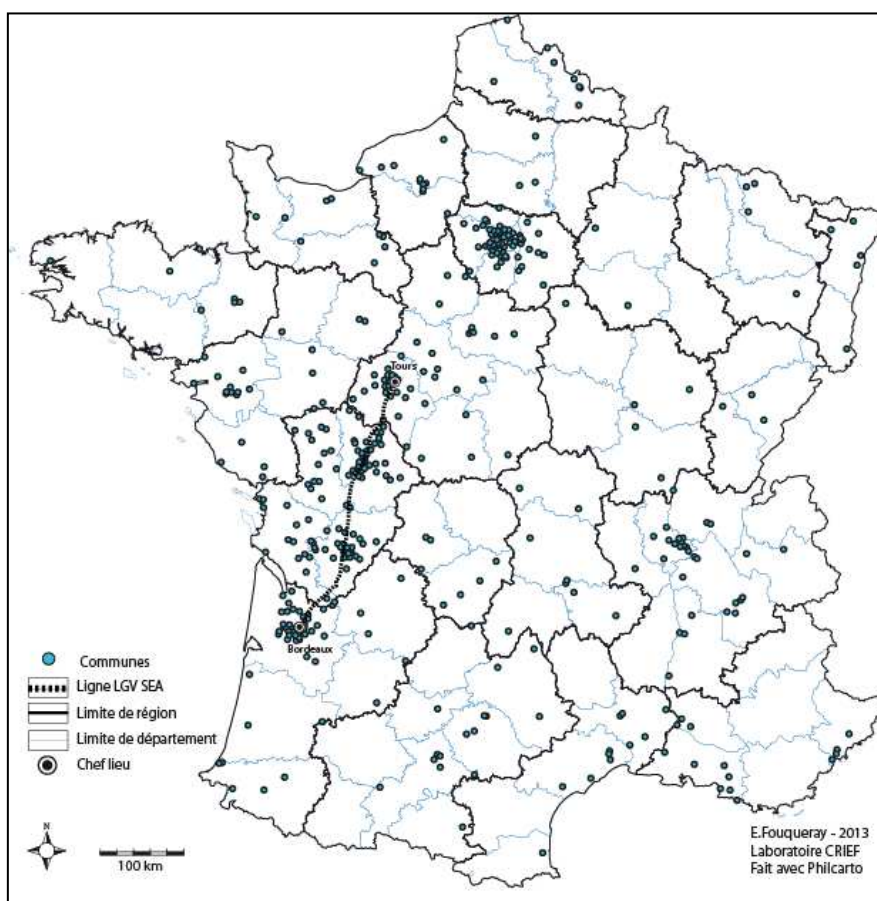 Tours
Bordeaux
Communes
Ligne LGV SEA
Limite de région
Limite de département
Chef lieu
N
100 km
E.Fouqueray - 2013
Laboratoire CRIEF
Fait avec Philcarto